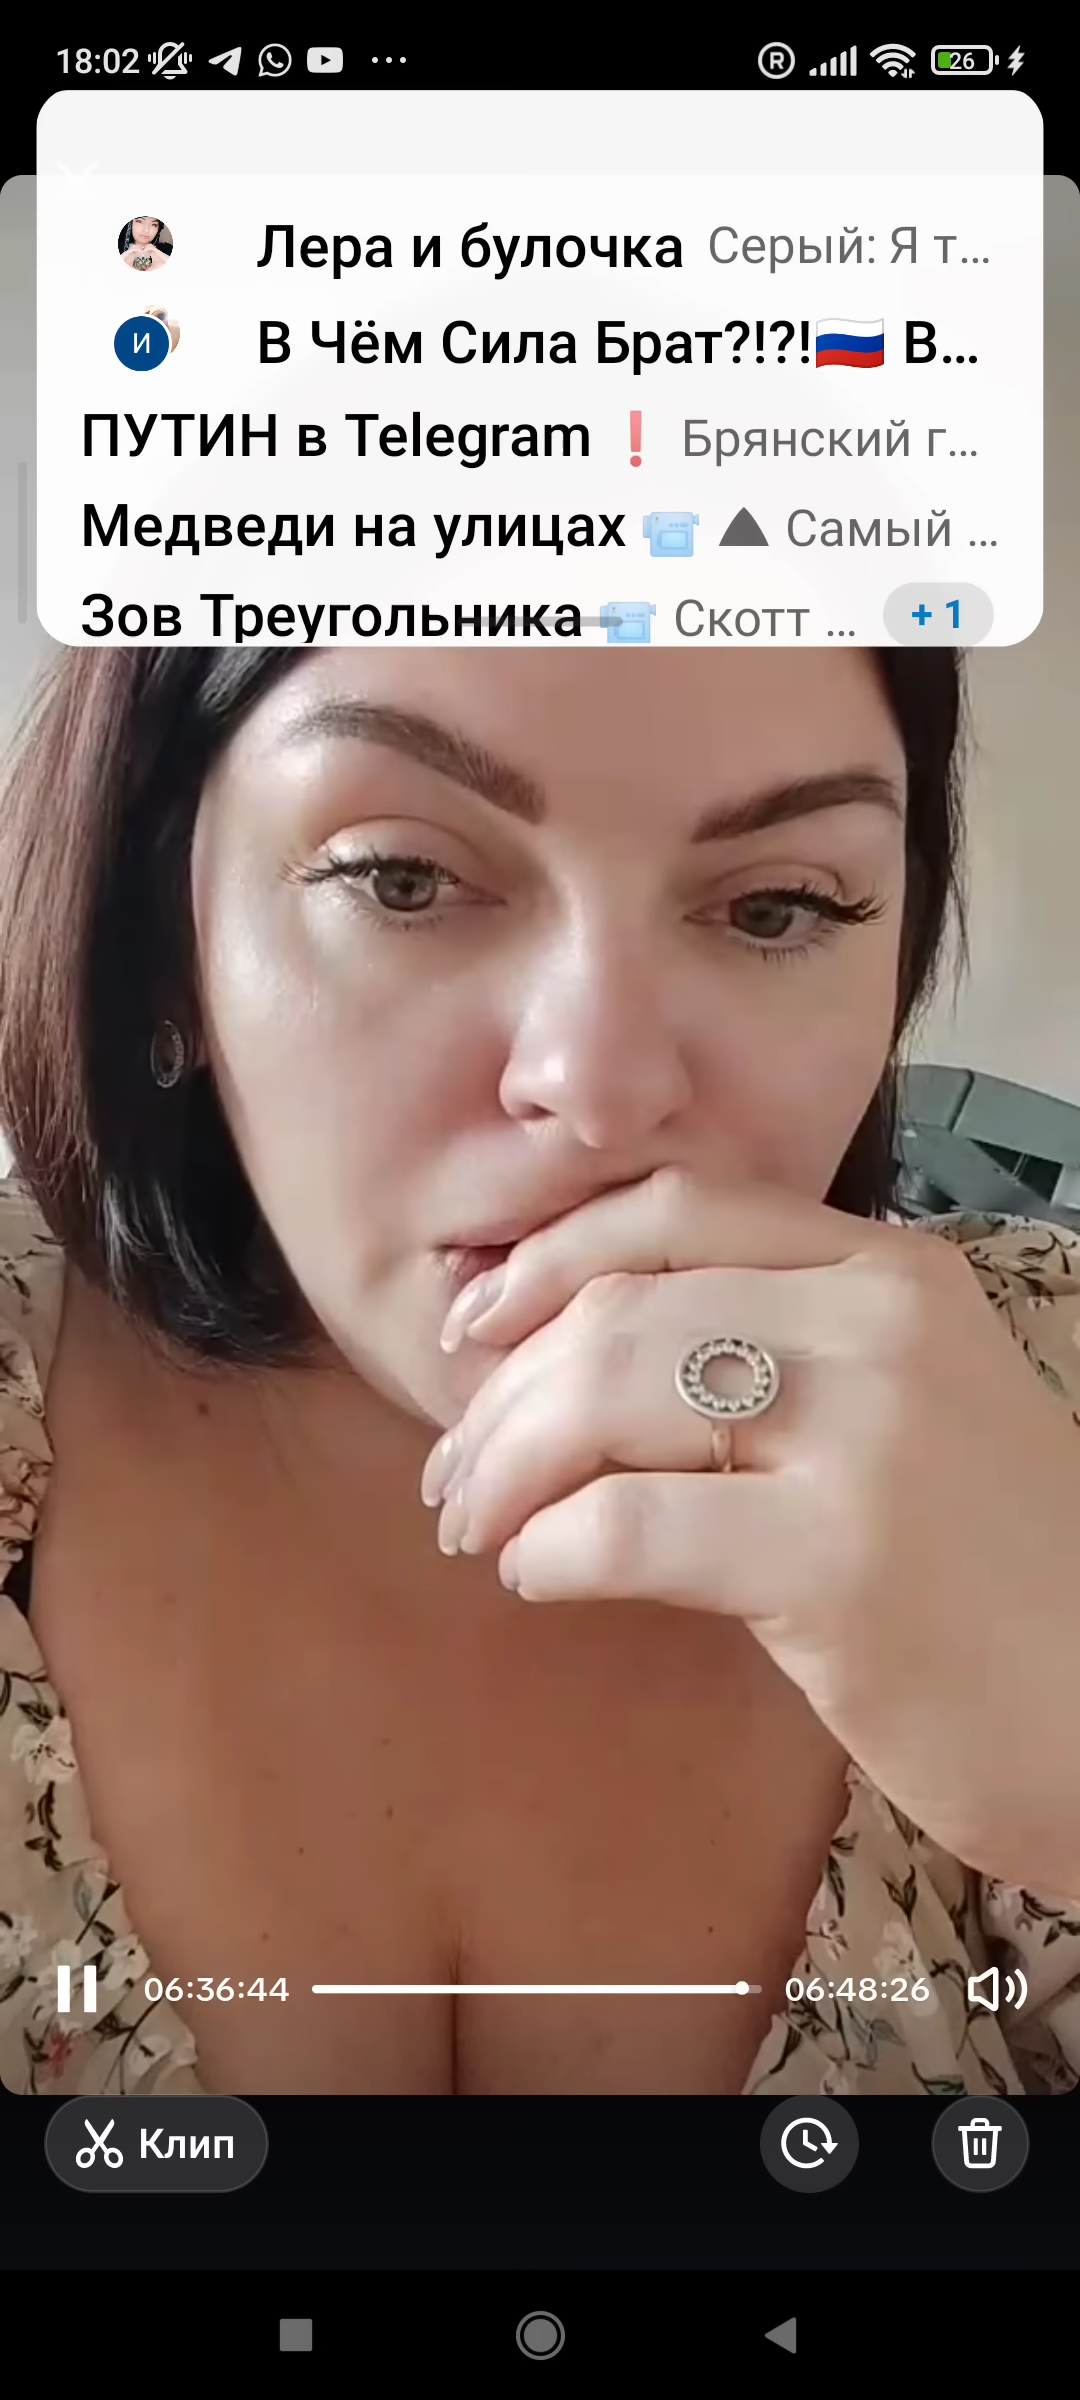 18:02
26
Лера и булочка Серый: Я т...
И
В Чём Сила Брат?!?!🇷🇺 В...
ПУТИН в Telegram ❗ Брянский г...
Медведи на улицах Самый ...
Зов Треугольника Скотт ... + 1
06:36:44 06:48:26
Клип